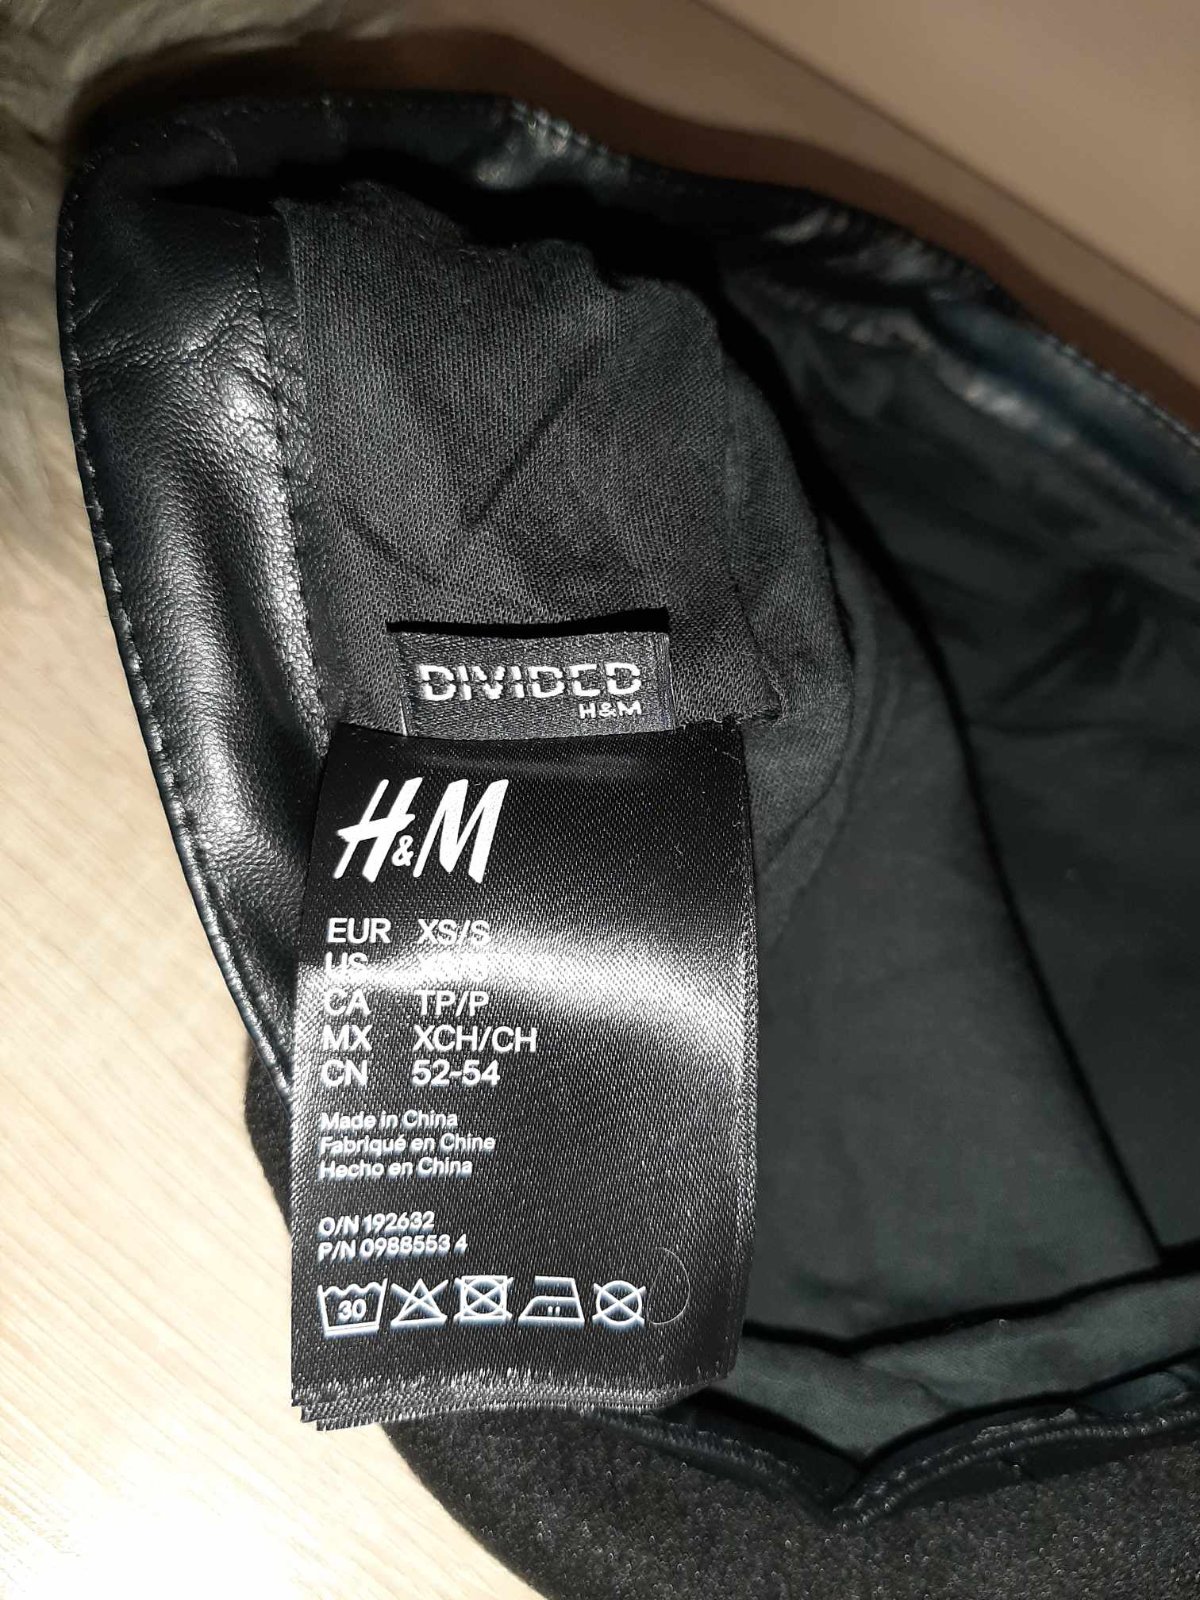 DIVIDED
H&M
H&M
EUR XS/S
US
CA TP/P
MX XCH/CH
CN 52-54
Made in China
Fabriqué en Chine
Hecho en China
O/N 192632
P/N 0988553 4
30